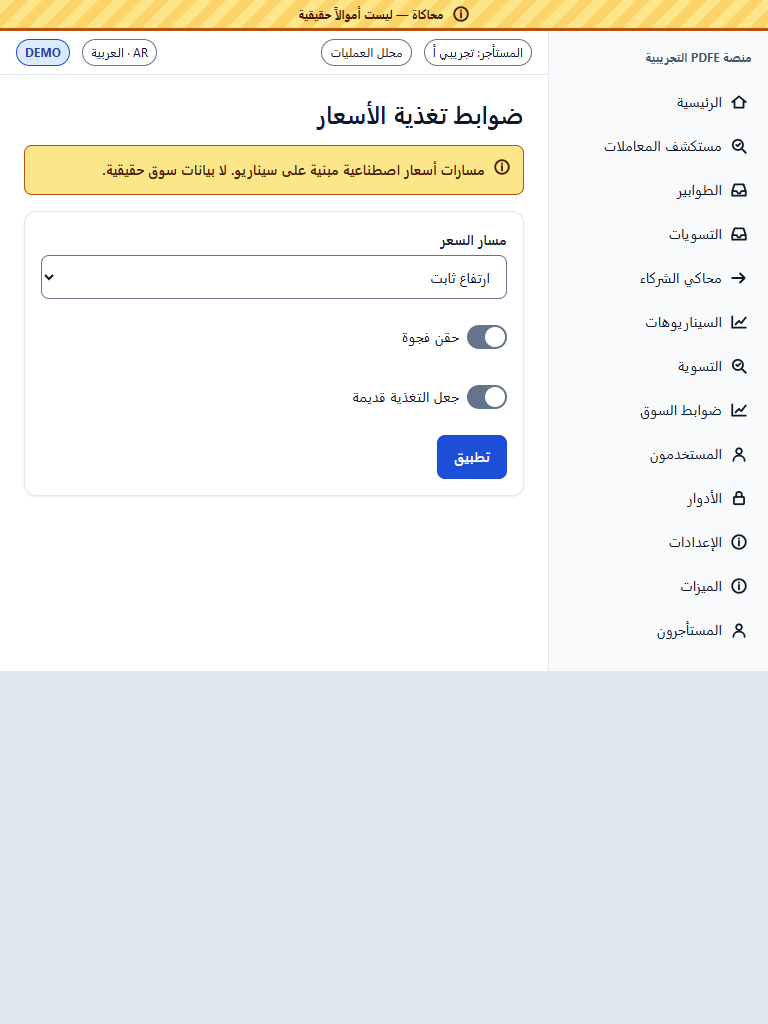 محاكاة — ليست أموالاً حقيقية
منصة PDFE التجريبية
الرئيسية
مستكشف المعاملات
الطوابير
التسويات
محاكي الشركاء
السيناريوهات
التسوية
ضوابط السوق
المستخدمون
الأدوار
الإعدادات
الميزات
المستأجرون
المستأجر: تجريبي أ
محلل العمليات
AR · العربية
DEMO
ضوابط تغذية الأسعار
مسارات أسعار اصطناعية مبنية على سيناريو. لا بيانات سوق حقيقية.
مسار السعر
ارتفاع ثابت
حقن فجوة
جعل التغذية قديمة
تطبيق